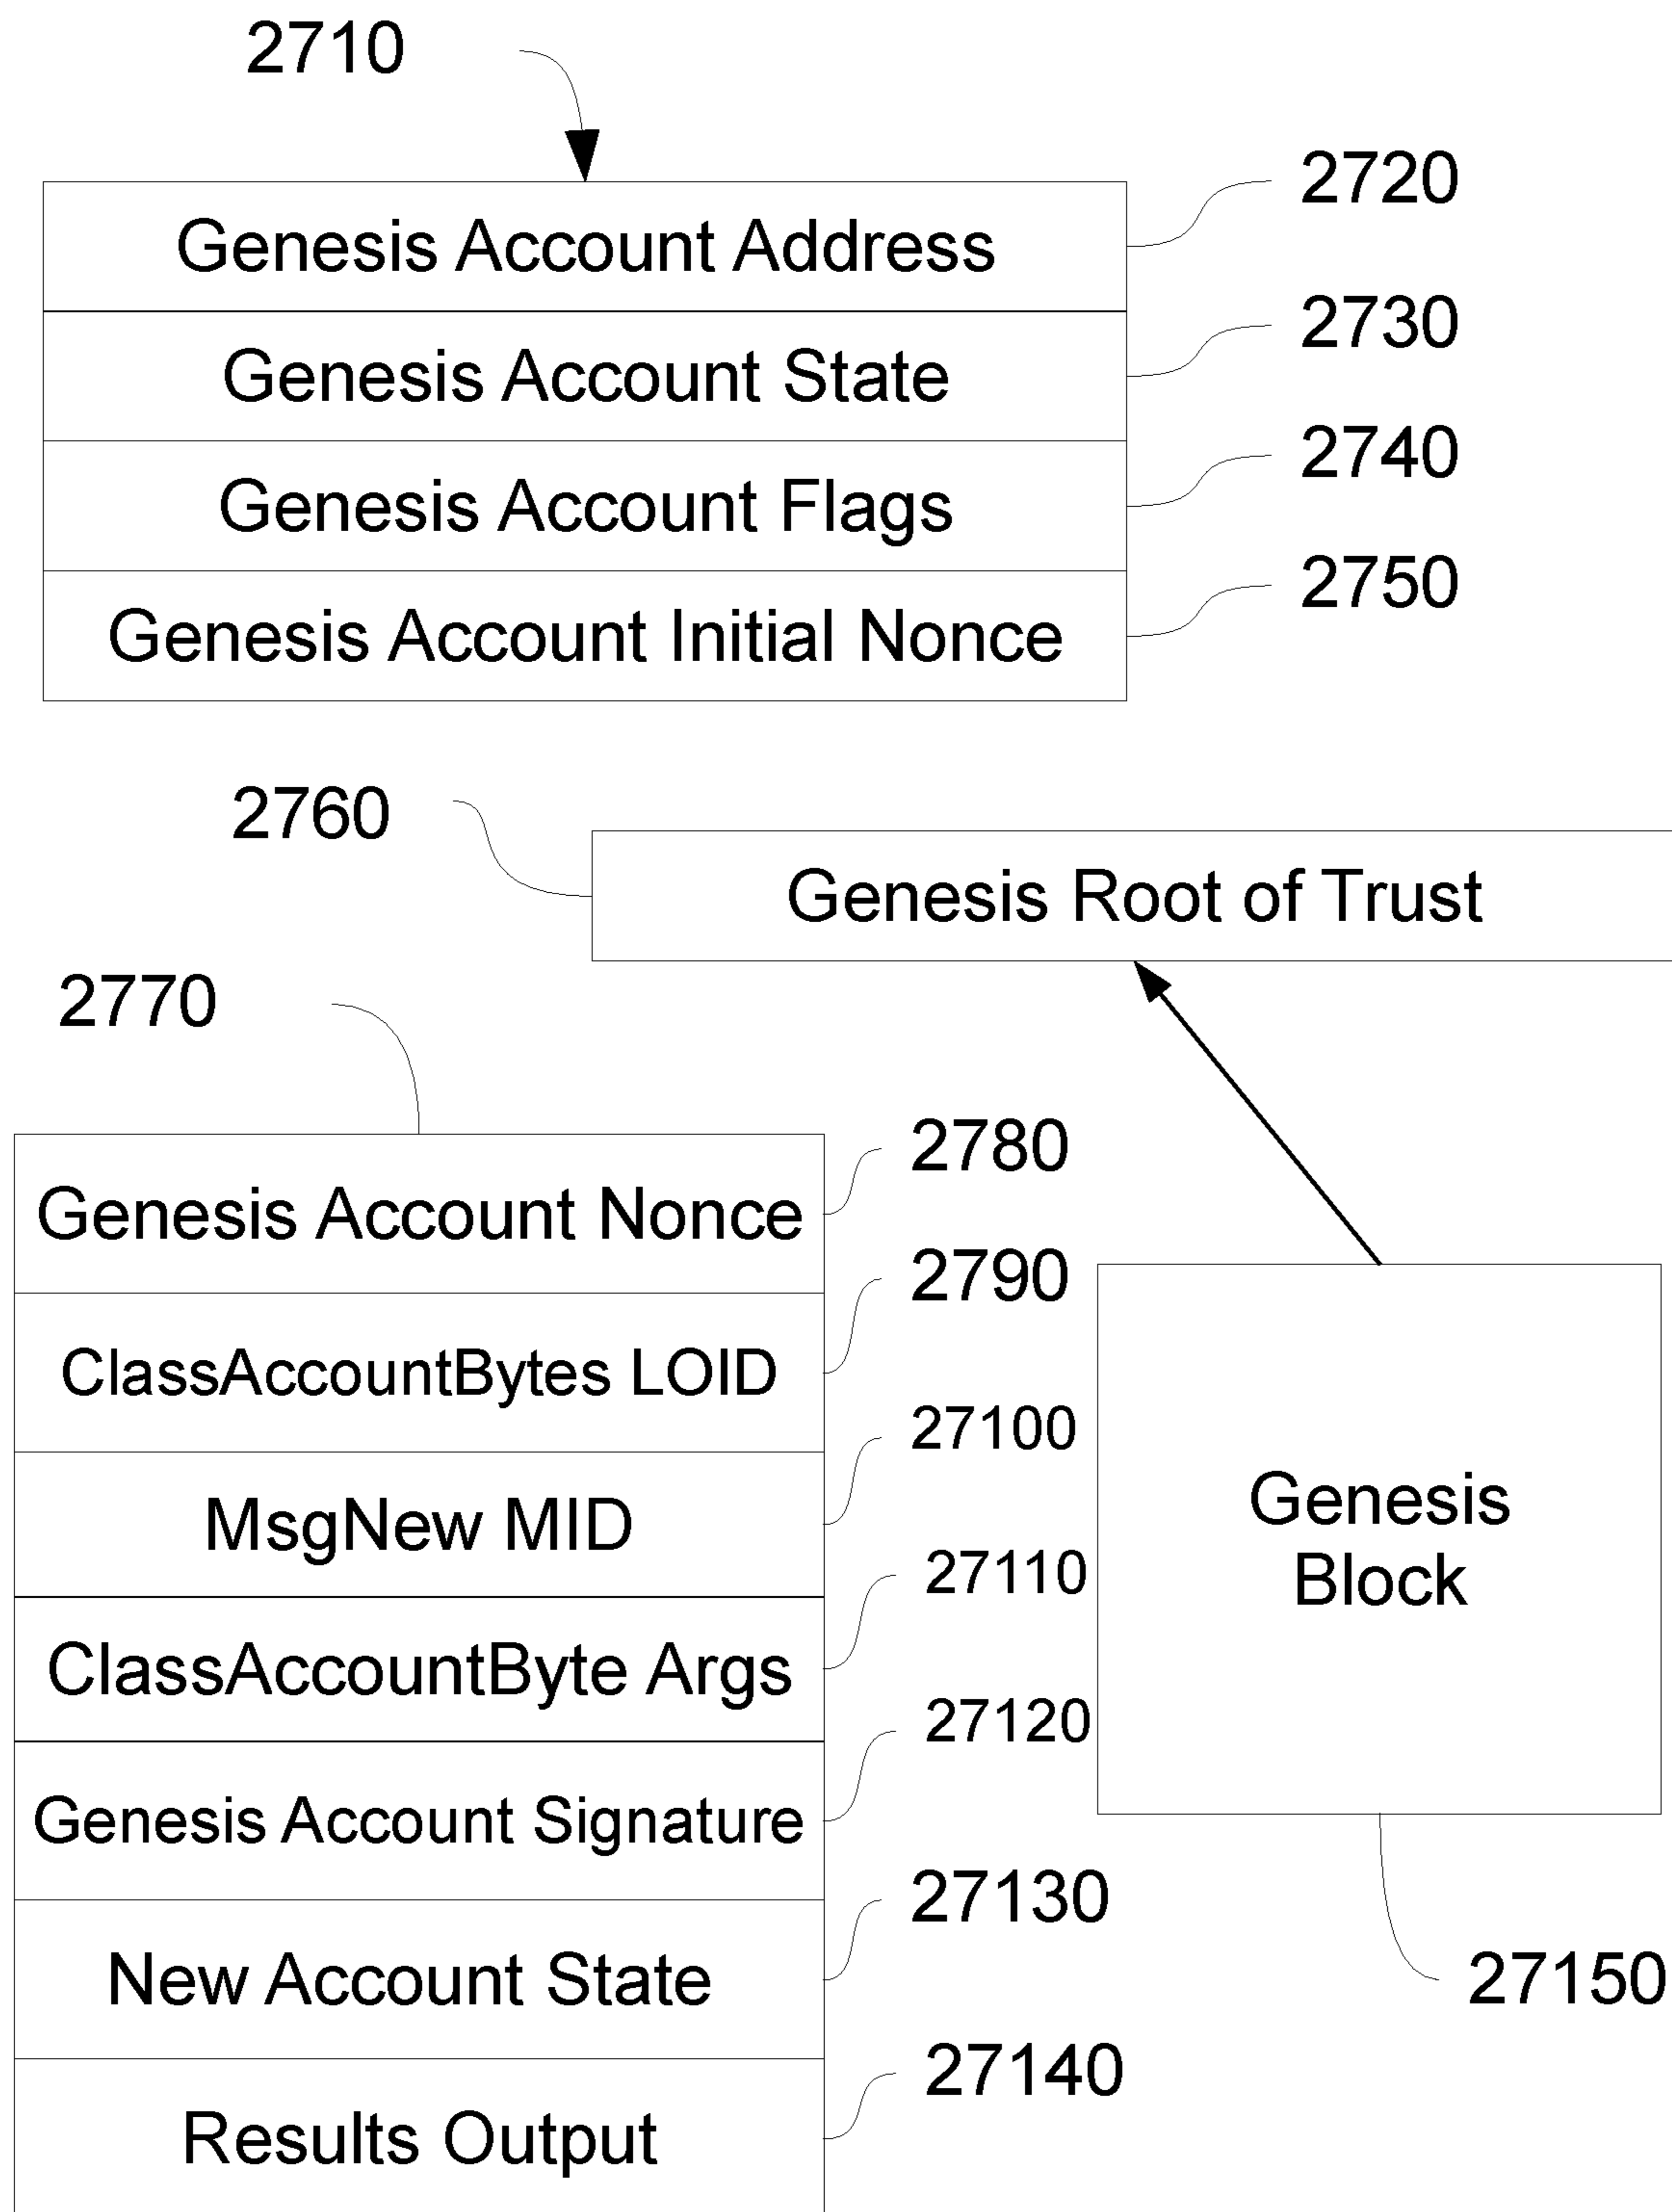 2710
Genesis Account Address
2720
Genesis Account State
2730
Genesis Account Flags
2740
Genesis Account Initial Nonce
2750
2760
Genesis Root of Trust
2770
Genesis Account Nonce
2780
ClassAccountBytes LOID
2790
MsgNew MID
27100
ClassAccountByte Args
27110
Genesis Account Signature
27120
New Account State
27130
Results Output
27140
Genesis
Block
27150